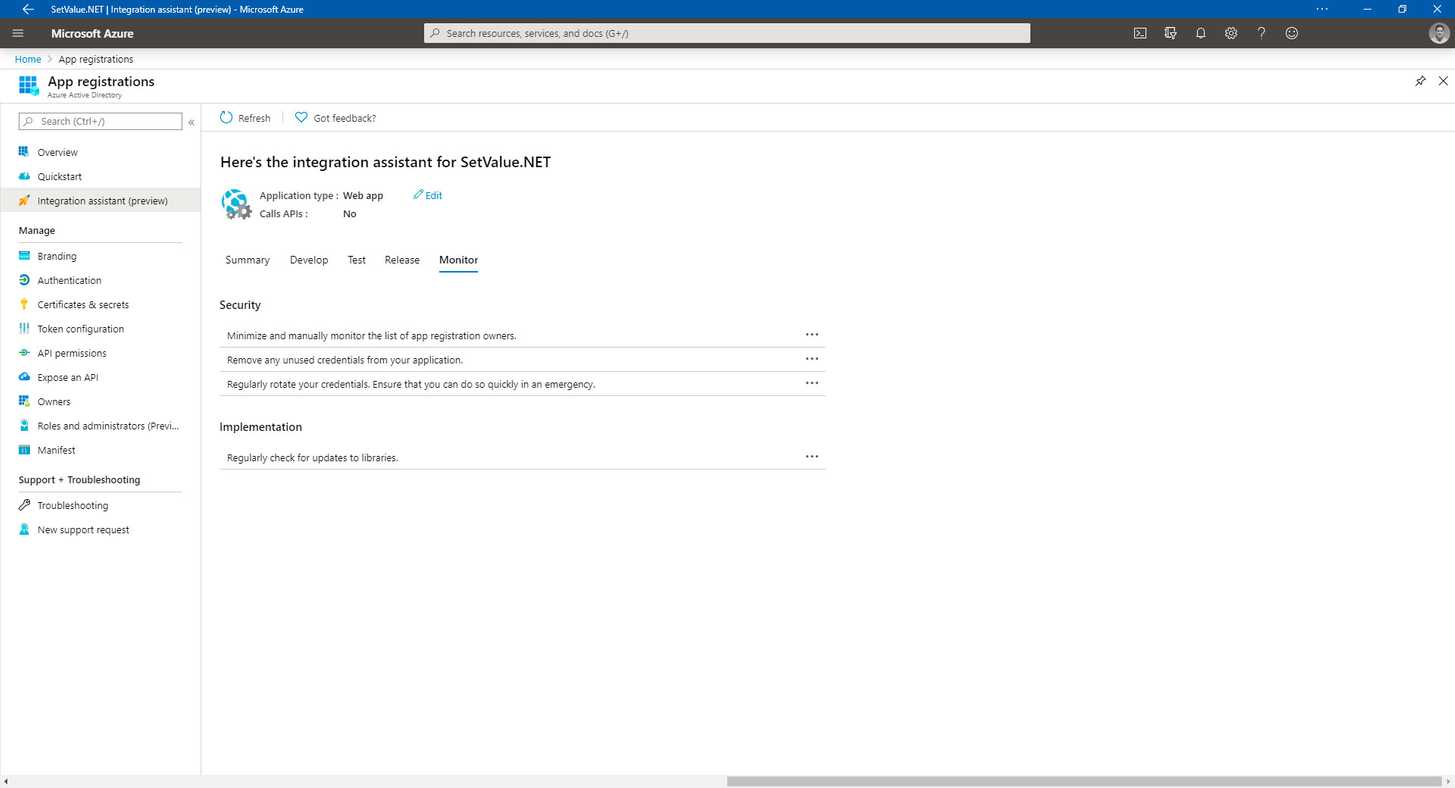 SetValue.NET | Integration assistant (preview) - Microsoft Azure
Microsoft Azure
Search resources, services, and docs (G+/)
Home > App registrations
App registrations
Azure Active Directory
Search (Ctrl+/)
«
Overview
Quickstart
Integration assistant (preview)
Manage
Branding
Authentication
Certificates & secrets
Token configuration
API permissions
Expose an API
Owners
Roles and administrators (Previ...
Manifest
Support + Troubleshooting
Troubleshooting
New support request
Refresh
Got feedback?
Here's the integration assistant for SetValue.NET
Application type : Web app Edit
Calls APIs : No
Summary Develop Test Release Monitor
Security
Minimize and manually monitor the list of app registration owners.
Remove any unused credentials from your application.
Regularly rotate your credentials. Ensure that you can do so quickly in an emergency.
Implementation
Regularly check for updates to libraries.